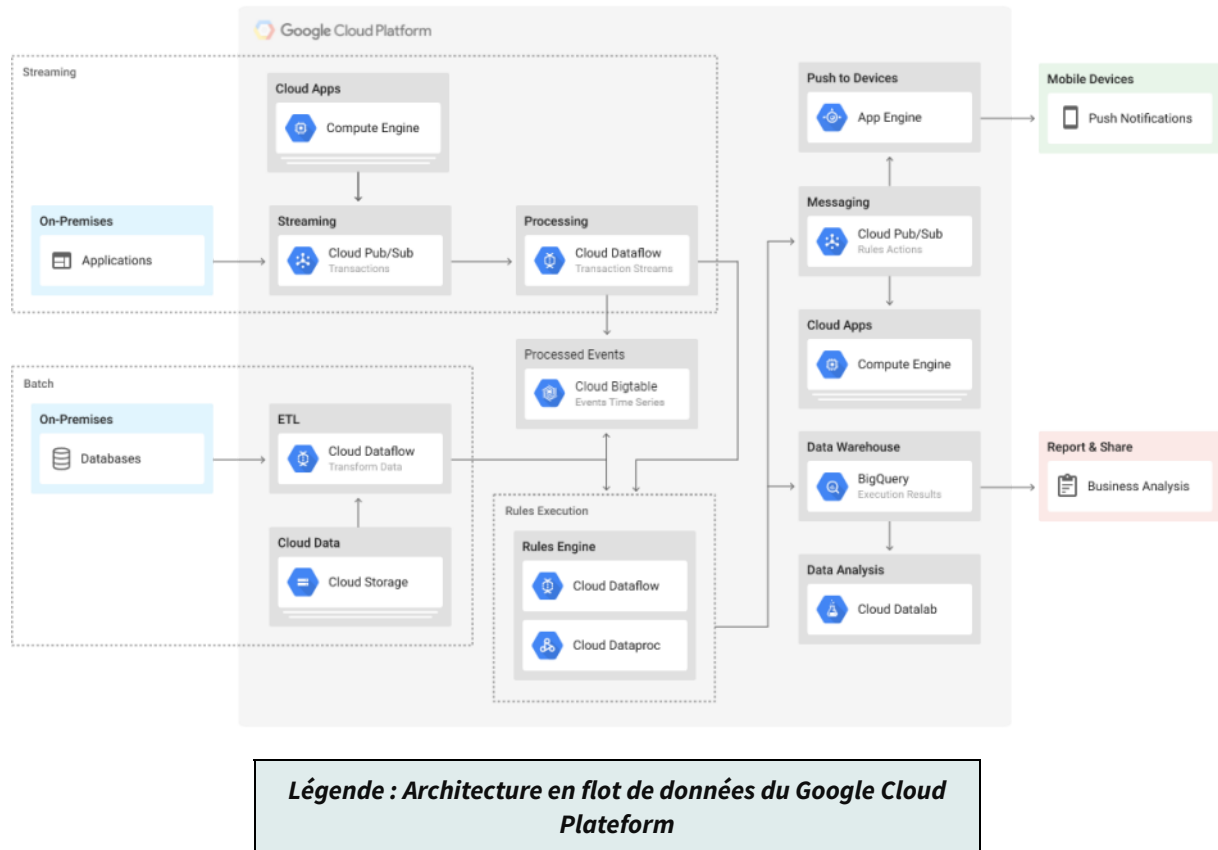 Google Cloud Platform
Streaming
Cloud Apps
Compute Engine
On-Premises
Applications
Streaming
Cloud Pub/Sub
Transactions
Processing
Cloud Dataflow
Transaction Streams
Processed Events
Cloud Bigtable
Events Time Series
Batch
On-Premises
Databases
ETL
Cloud Dataflow
Transform Data
Cloud Data
Cloud Storage
Rules Execution
Rules Engine
Cloud Dataflow
Cloud Dataproc
Push to Devices
App Engine
Mobile Devices
Push Notifications
Messaging
Cloud Pub/Sub
Rules Actions
Cloud Apps
Compute Engine
Data Warehouse
BigQuery
Execution Results
Report & Share
Business Analysis
Data Analysis
Cloud Datalab
Légende : Architecture en flot de données du Google Cloud
Plateform